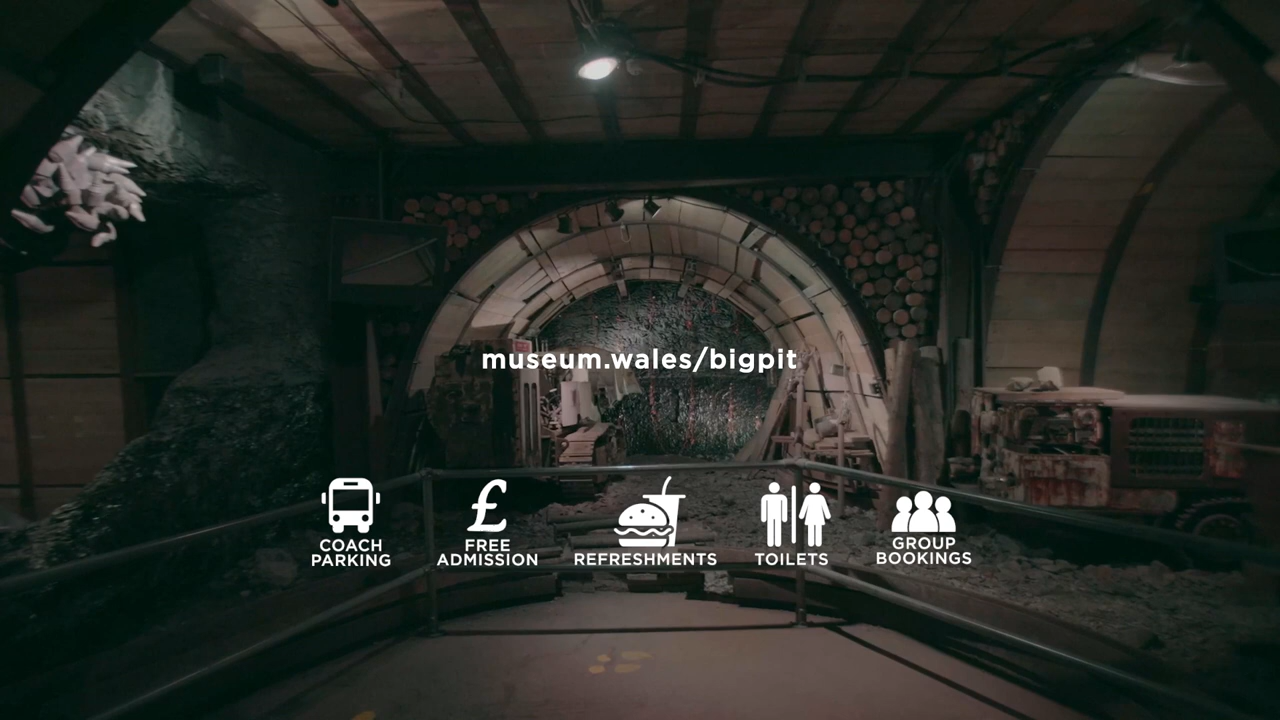 museum.wales/bigpit
COACH
PARKING
£
FREE
ADMISSION
REFRESHMENTS
TOILETS
GROUP
BOOKINGS